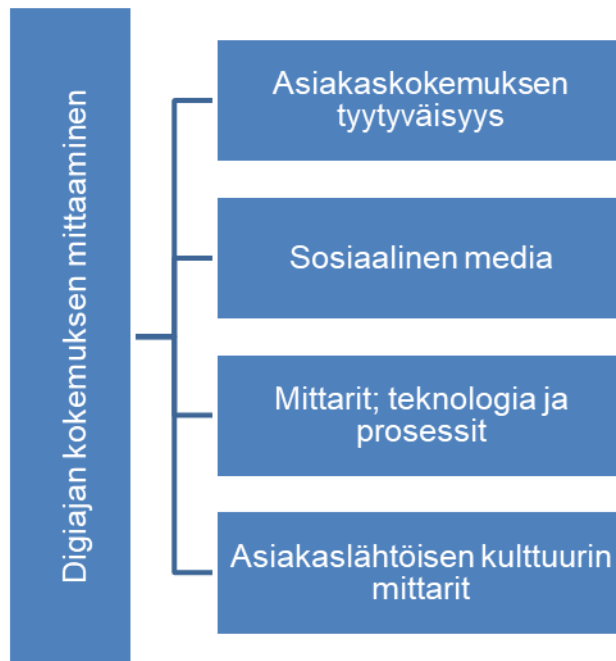 Digiajan kokemuksen mittaaminen
Asiakaskokemuksen
tyytyväisyys
Sosiaalinen media
Mittarit; teknologia ja
prosessit
Asiakaslähtöisen kulttuurin
mittarit